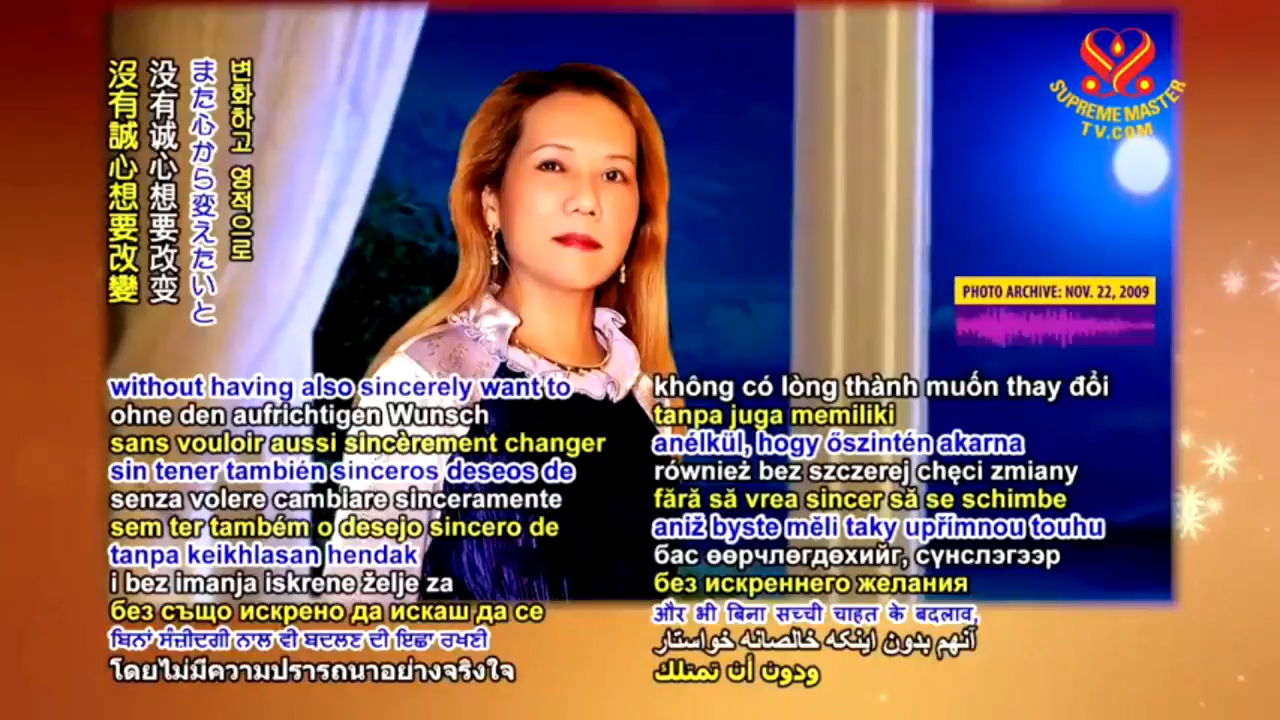 沒有誠心想要改變
没有诚心想要改变
また心から変えたいと
변화하고 영적으로
SUPREME MASTER
TV.COM
PHOTO ARCHIVE: NOV. 22, 2009
without having also sincerely want to
ohne den aufrichtigen Wunsch
sans vouloir aussi sincèrement changer
sin tener también sinceros deseos de
senza volere cambiare sinceramente
sem ter também o desejo sincero de
tanpa keikhlasan hendak
i bez imanja iskrene želje za
без също искрено да искаш да се
ਬਿਨਾਂ ਸੰਜ਼ੀਦਗੀ ਨਾਲ ਵੀ ਬਦਲਣ ਦੀ ਇਛਾ ਰਖਣੀ
โดยไม่มีความปรารถนาอย่างจริงใจ
không có lòng thành muốn thay đổi
tanpa juga memiliki
anélkül, hogy őszintén akarna
również bez szczerej chęci zmiany
fără să vrea sincer să se schimbe
aniž byste měli taky upřímnou touhu
бас өөрчлөгдөхийг, сүнслэгээр
без искреннего желания
और भी बिना सच्ची चाहत के बदलाव,
آنهم بدون اینکه خالصانه خواستار
ودون أن تمتلك